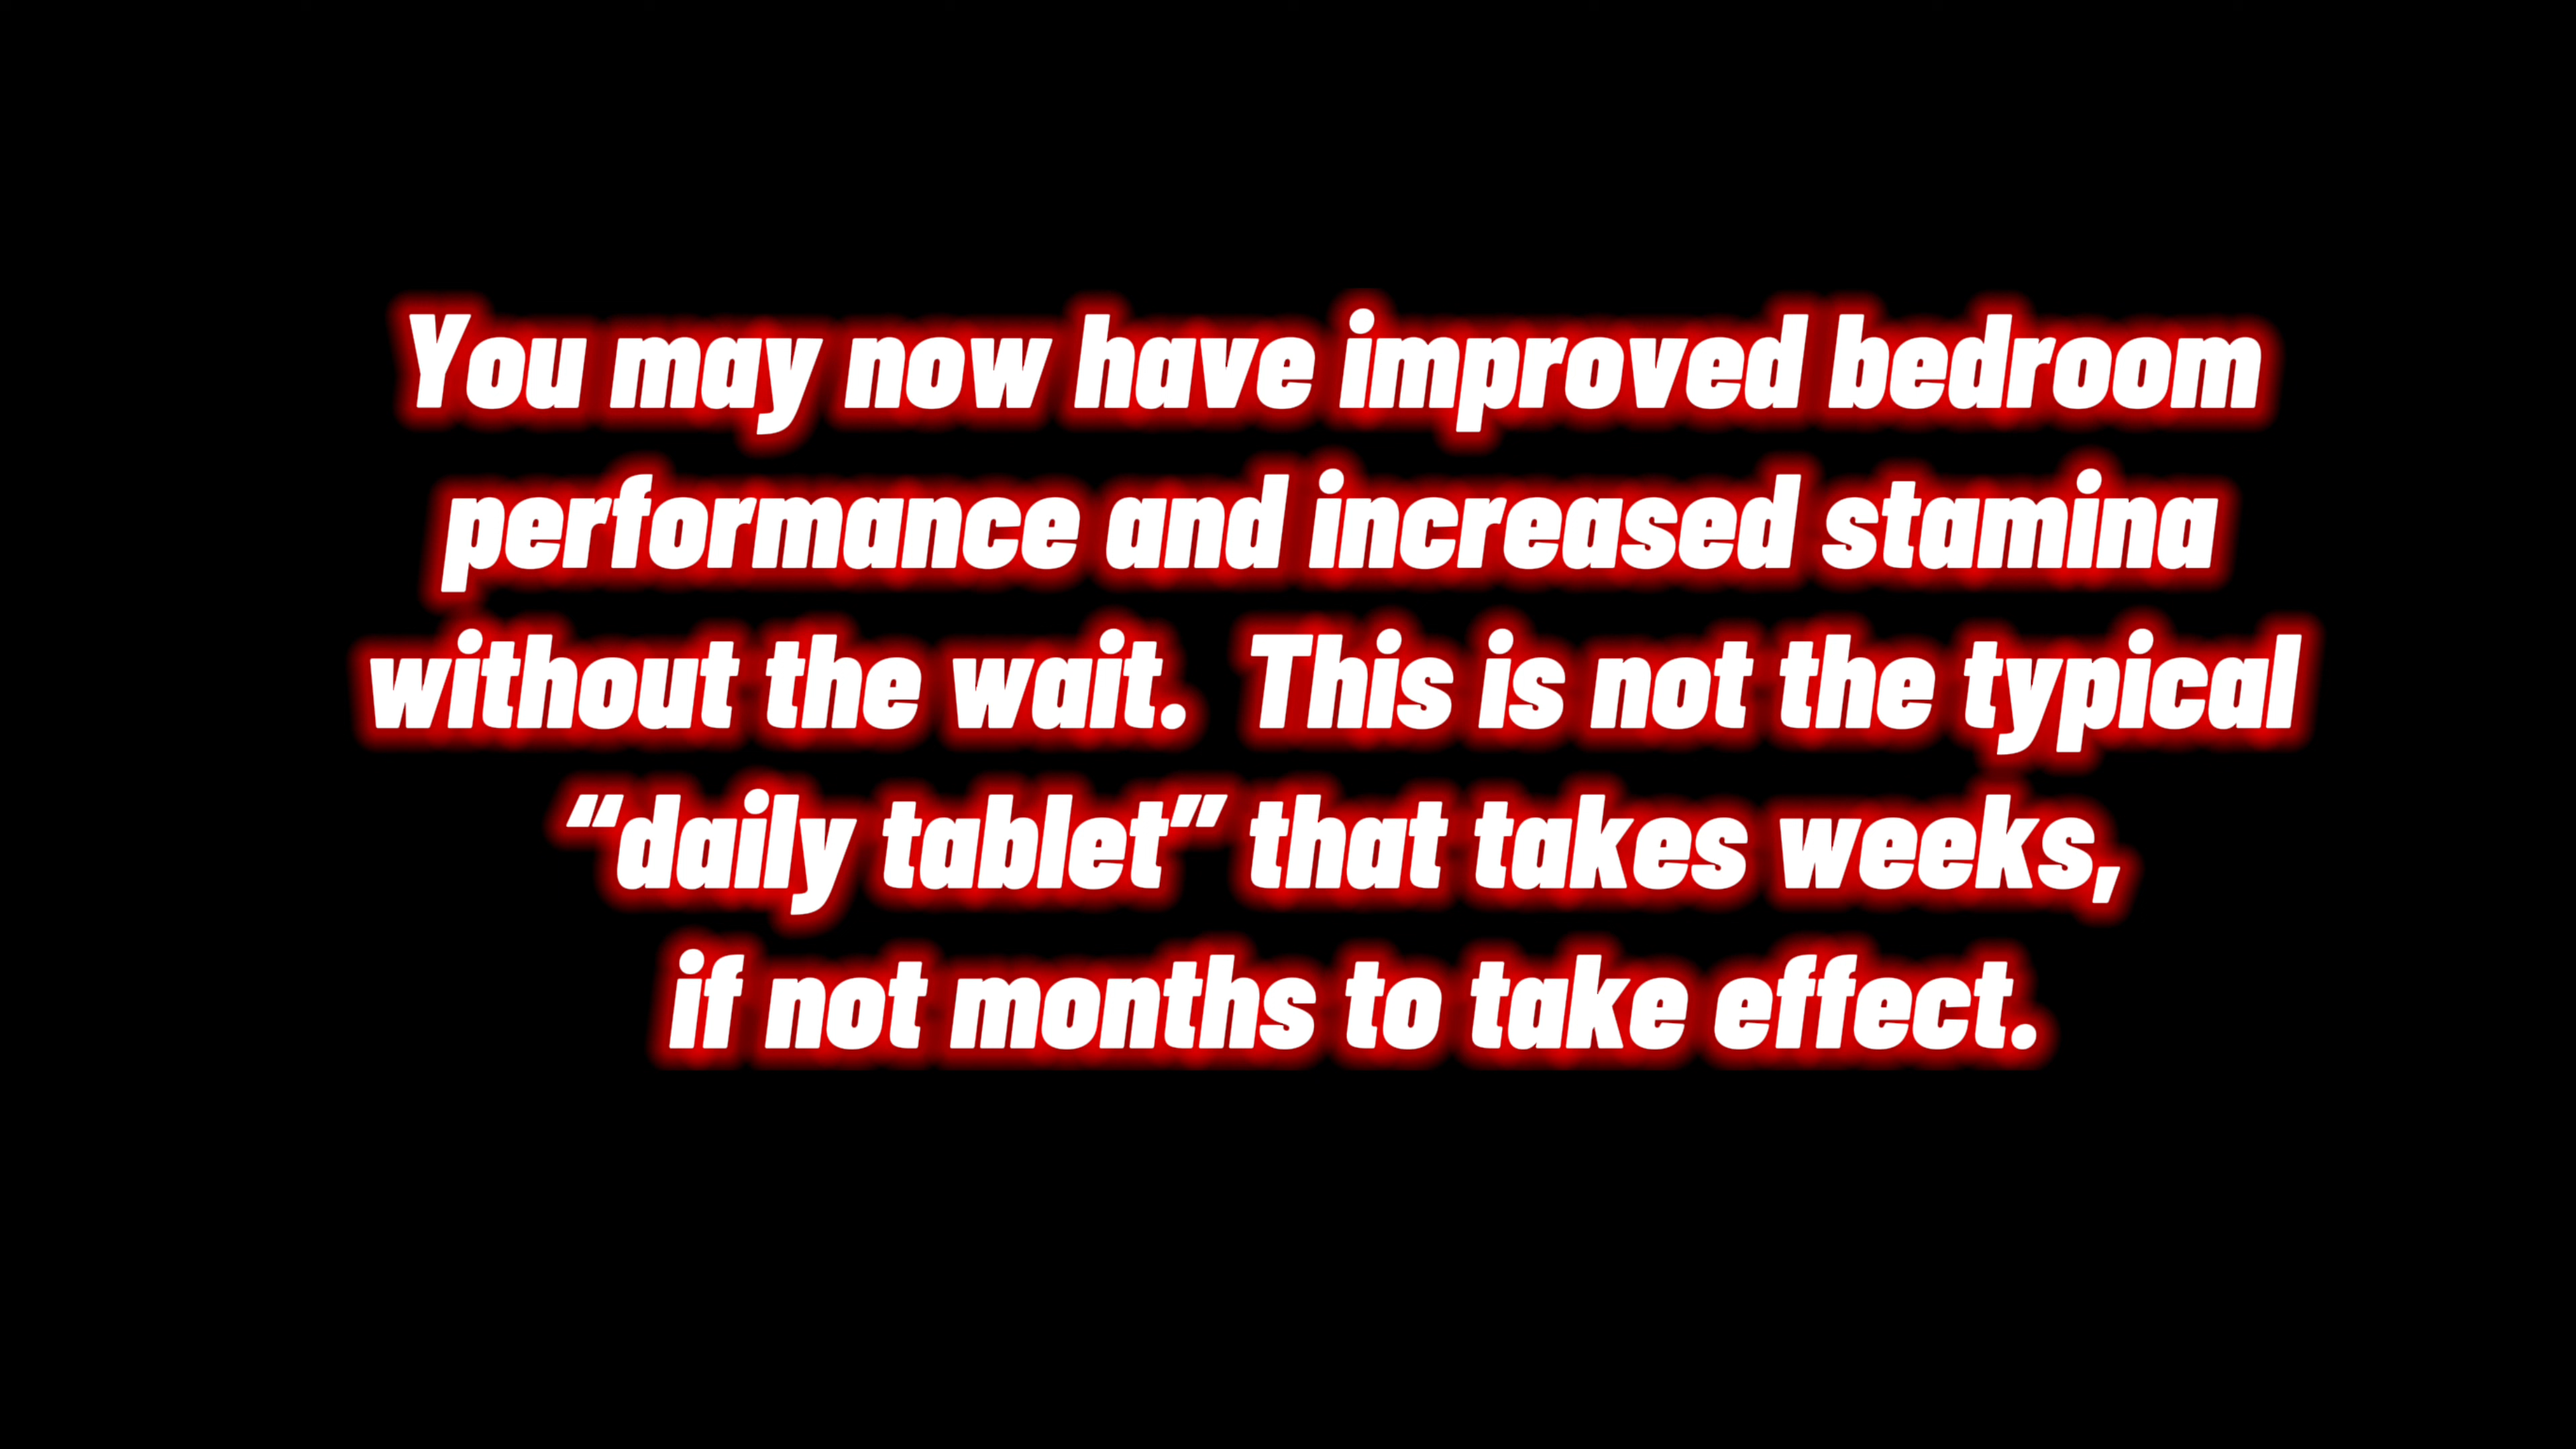 You may now have improved bedroom
performance and increased stamina
without the wait.  This is not the typical
“daily tablet” that takes weeks,
if not months to take effect.